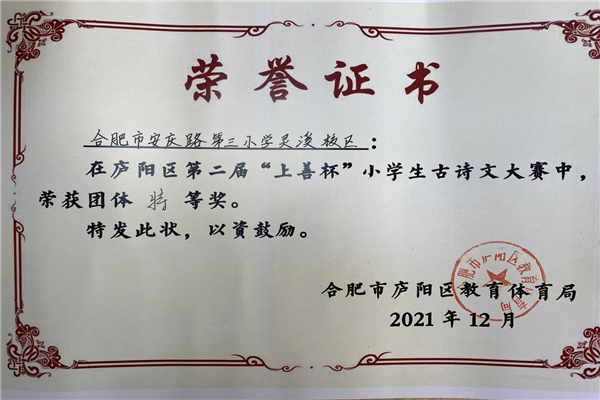 荣誉证书
合肥市安庆路第三小学灵溪校区：
在庐阳区第二届“上善杯”小学生古诗文大赛中，
荣获团体 特 等奖。
特发此状，以资鼓励。
合肥市庐阳区教育体育局
2021 年 12 月